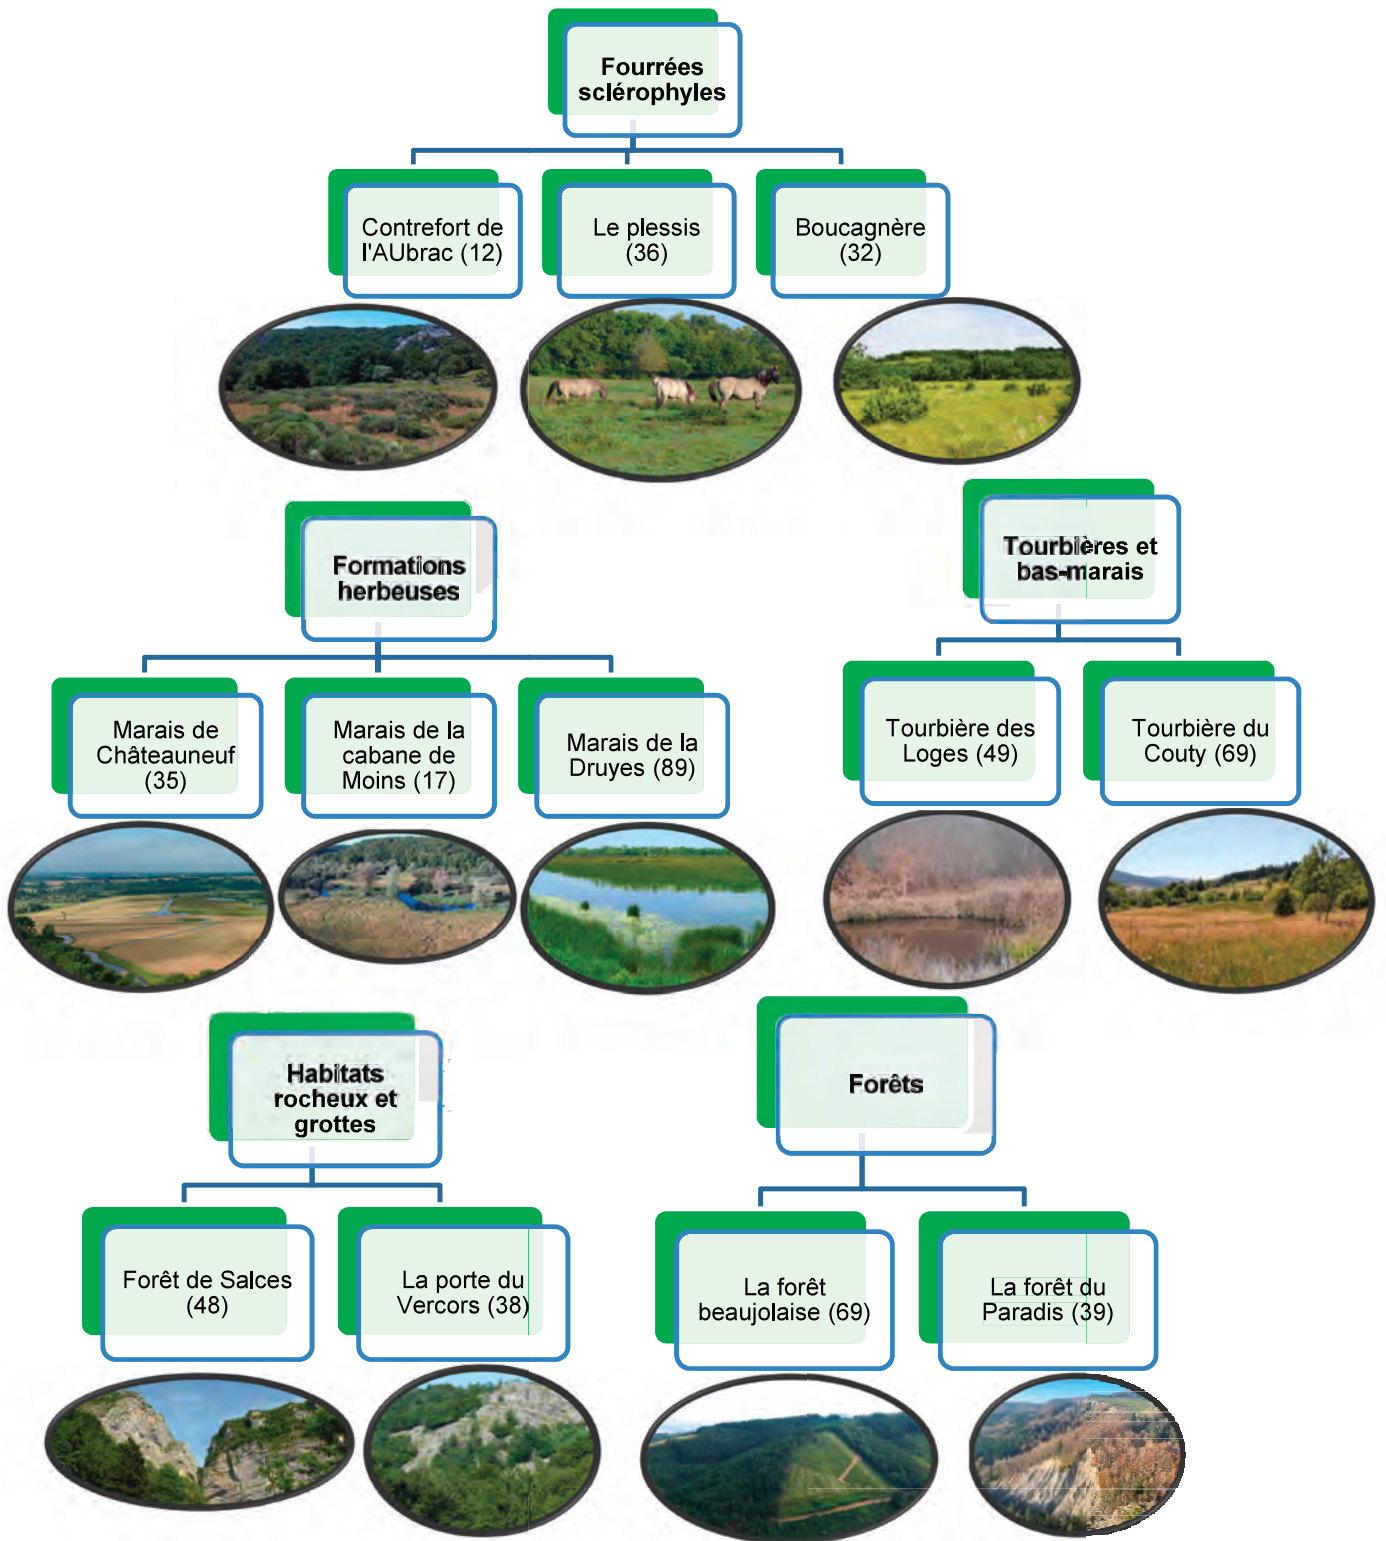 Fourrées
sclérophyles
Contrefort de
l'AUbrac (12)
Le plessis
(36)
Boucagnère
(32)
Formations
herbeuses
Tourbières et
bas-marais
Marais de
Châteauneuf
(35)
Marais de la
cabane de
Moins (17)
Marais de la
Druyes (89)
Tourbière des
Loges (49)
Tourbière du
Couty (69)
Habitats
rocheux et
grottes
Forêts
Forêt de Salces
(48)
La porte du
Vercors (38)
La forêt
beaujolaise (69)
La forêt du
Paradis (39)